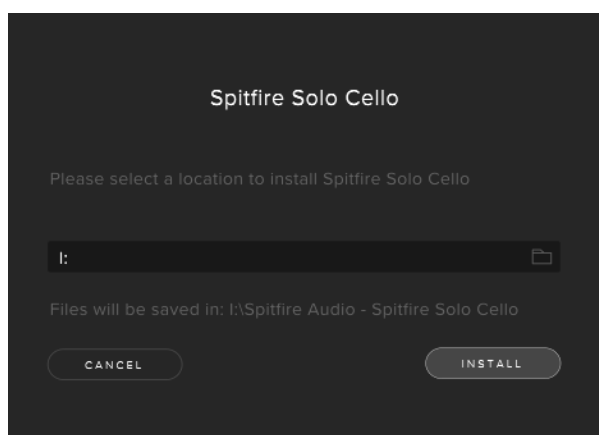 Spitfire Solo Cello
Please select a location to install Spitfire Solo Cello
I:
Files will be saved in: I:\Spitfire Audio - Spitfire Solo Cello
CANCEL
INSTALL